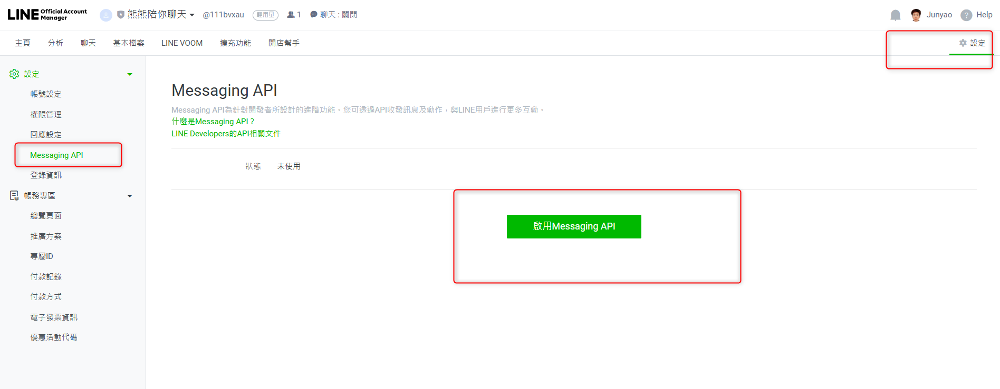 LINE Official Account Manager
熊熊陪你聊天 @111bvxau 輕用量 1 聊天 : 關閉
Junyao ? Help
主頁 分析 聊天 基本檔案 LINE VOOM 擴充功能 開店幫手 設定
設定
帳號設定
權限管理
回應設定
Messaging API
登錄資訊
帳務專區
總覽頁面
推廣方案
專屬ID
付款記錄
付款方式
電子發票資訊
優惠活動代碼
Messaging API
Messaging API為針對開發者所設計的進階功能。您可透過API收發訊息及動作，與LINE用戶進行更多互動。
什麼是Messaging API？
LINE Developers的API相關文件
狀態 未使用
啟用Messaging API